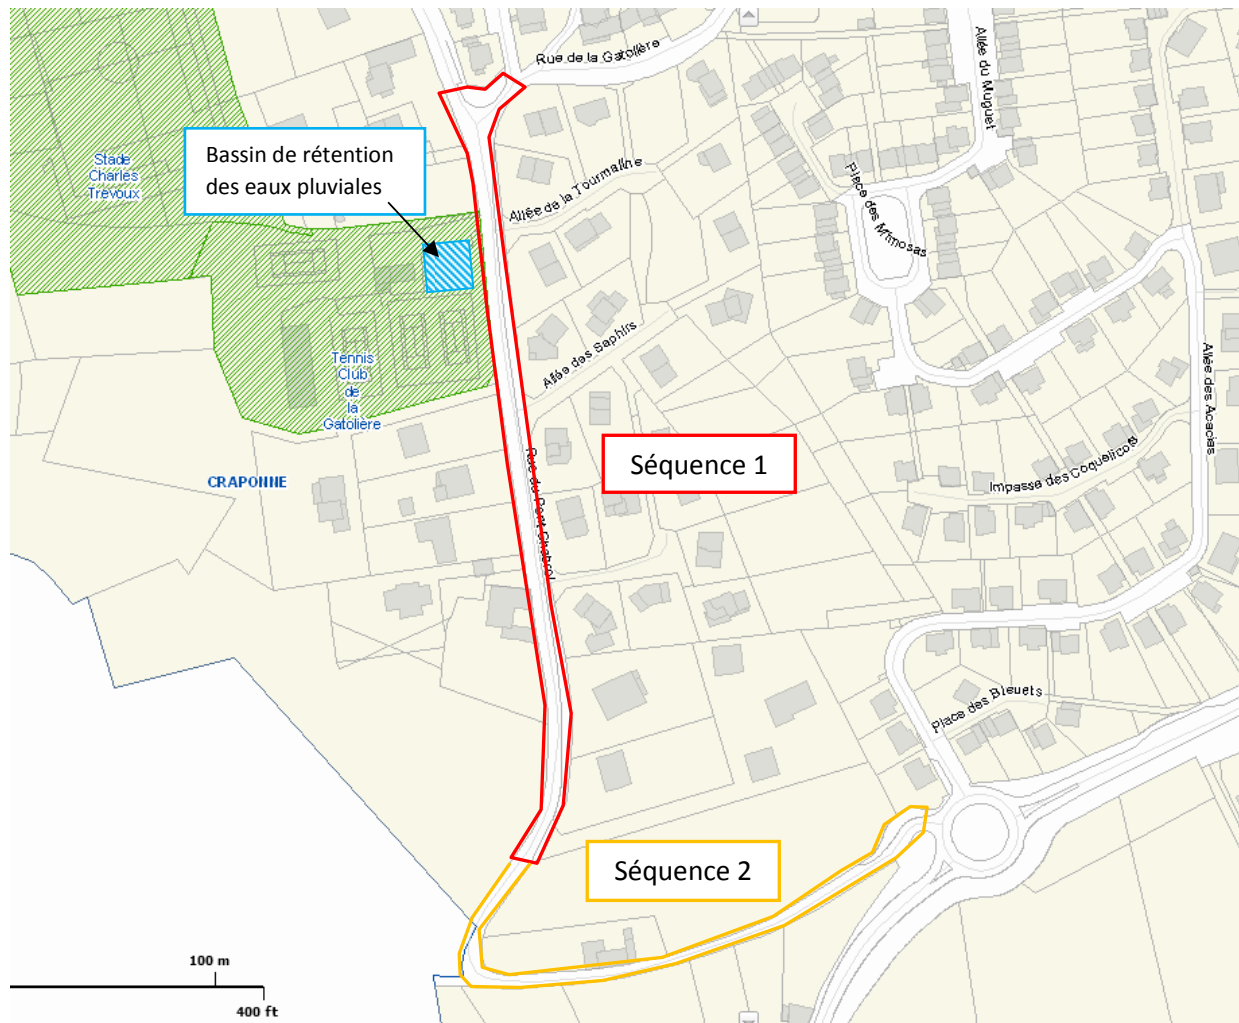 Rue de la Gatolière
Allée du Muguet
Bassin de rétention
des eaux pluviales
Stade
Charles
Trevoux
Allée de la Tourmaline
Place des Mimosas
Allée des Saphirs
Tennis
Club
de
la
Gatolière
Allée des Acacias
Rue du Pont Chabrol
Séquence 1
Impasse des Coquelicots
CRAPONNE
Place des Bleuets
Séquence 2
100 m
400 ft